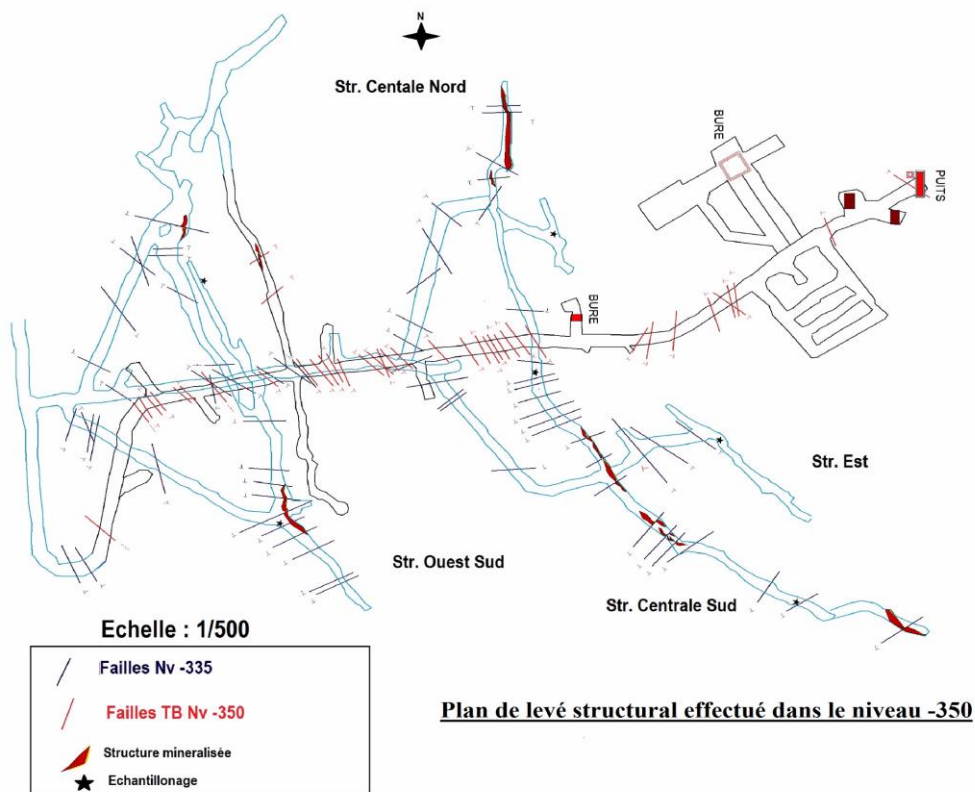 N
Str. Centale Nord
BURE
PUITS
BURE
Str. Est
Str. Ouest Sud
Str. Centrale Sud
Echelle : 1/500
Failles Nv -335
Failles TB Nv -350
Structure mineralisée
Echantillonage
Plan de levé structural effectué dans le niveau -350